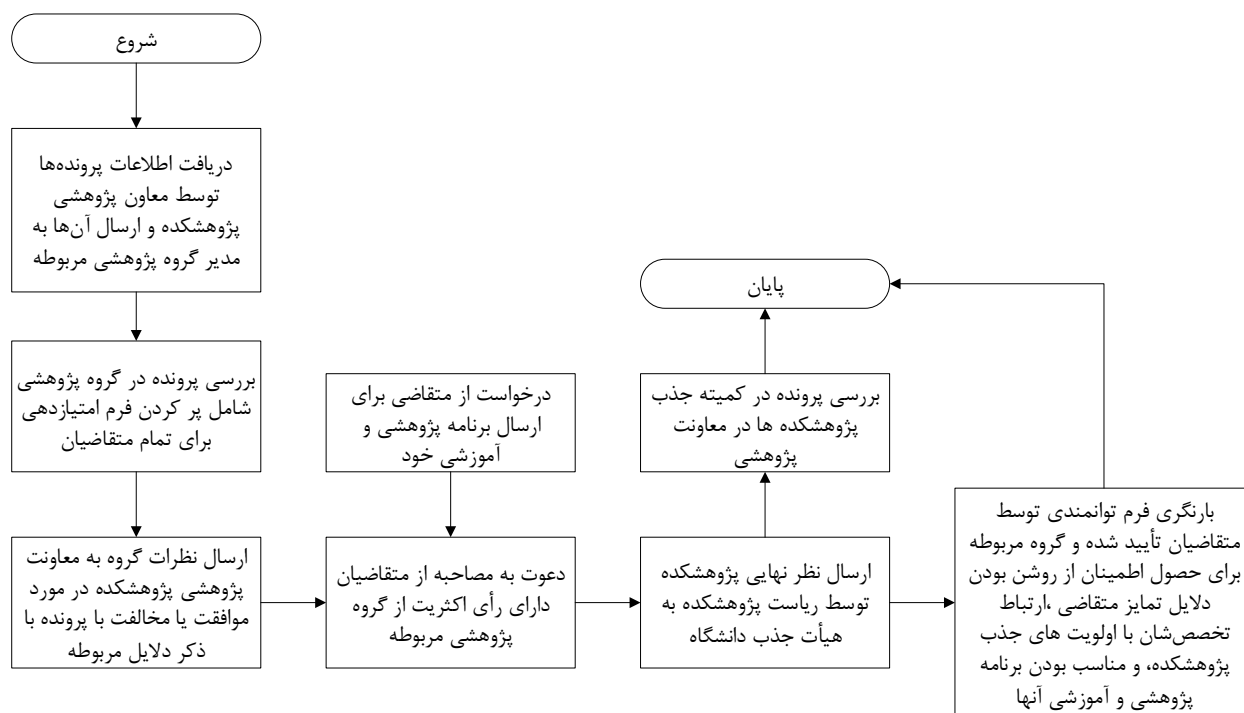 شروع
دریافت اطلاعات پرونده‌ها
توسط معاون پژوهشی
پژوهشکده و ارسال آن‌ها به
مدیر گروه پژوهشی مربوطه
بررسی پرونده در گروه پژوهشی
شامل پر کردن فرم امتیازدهی
برای تمام متقاضیان
ارسال نظرات گروه به معاونت
پژوهشی پژوهشکده در مورد
موافقت یا مخالفت با پرونده با
ذکر دلایل مربوطه
درخواست از متقاضی برای
ارسال برنامه پژوهشی و
آموزشی خود
دعوت به مصاحبه از متقاضیان
دارای رأی اکثریت از گروه
پژوهشی مربوطه
ارسال نظر نهایی پژوهشکده
توسط ریاست پژوهشکده به
هیأت جذب دانشگاه
بررسی پرونده در کمیته جذب
پژوهشکده ها در معاونت
پژوهشی
پایان
بارنگری فرم توانمندی توسط
متقاضیان تأیید شده و گروه مربوطه
برای حصول اطمینان از روشن بودن
دلایل تمایز متقاضی ،ارتباط
تخصص‌شان با اولویت های جذب
پژوهشکده، و مناسب بودن برنامه
پژوهشی و آموزشی آنها